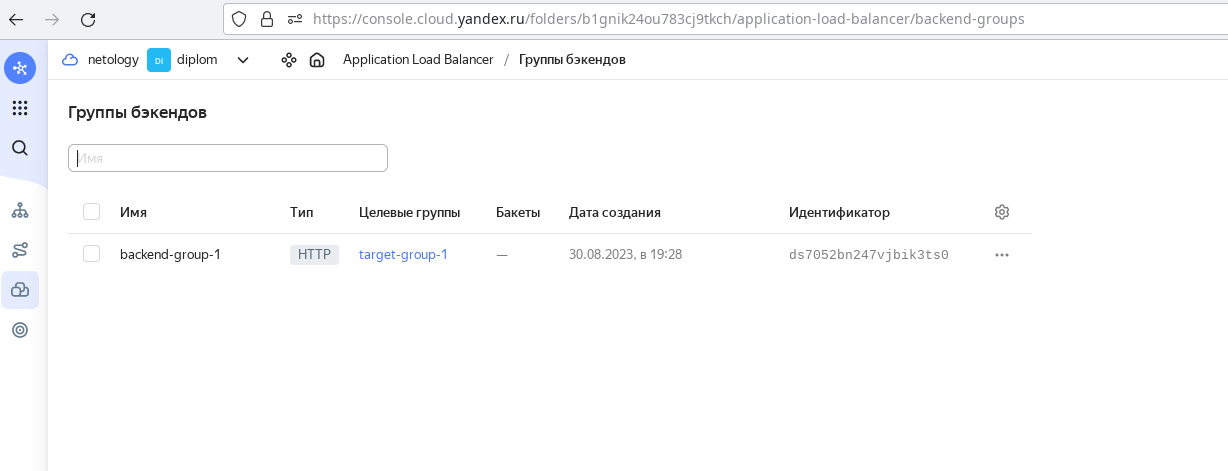 https://console.cloud.yandex.ru/folders/b1gnik24ou783cj9tkch/application-load-balancer/backend-groups
netology DI diplom Application Load Balancer / Группы бэкендов
Группы бэкендов
Имя
Имя Тип Целевые группы Бакеты Дата создания Идентификатор
backend-group-1 HTTP target-group-1 — 30.08.2023, в 19:28 ds7052bn247vjbik3ts0